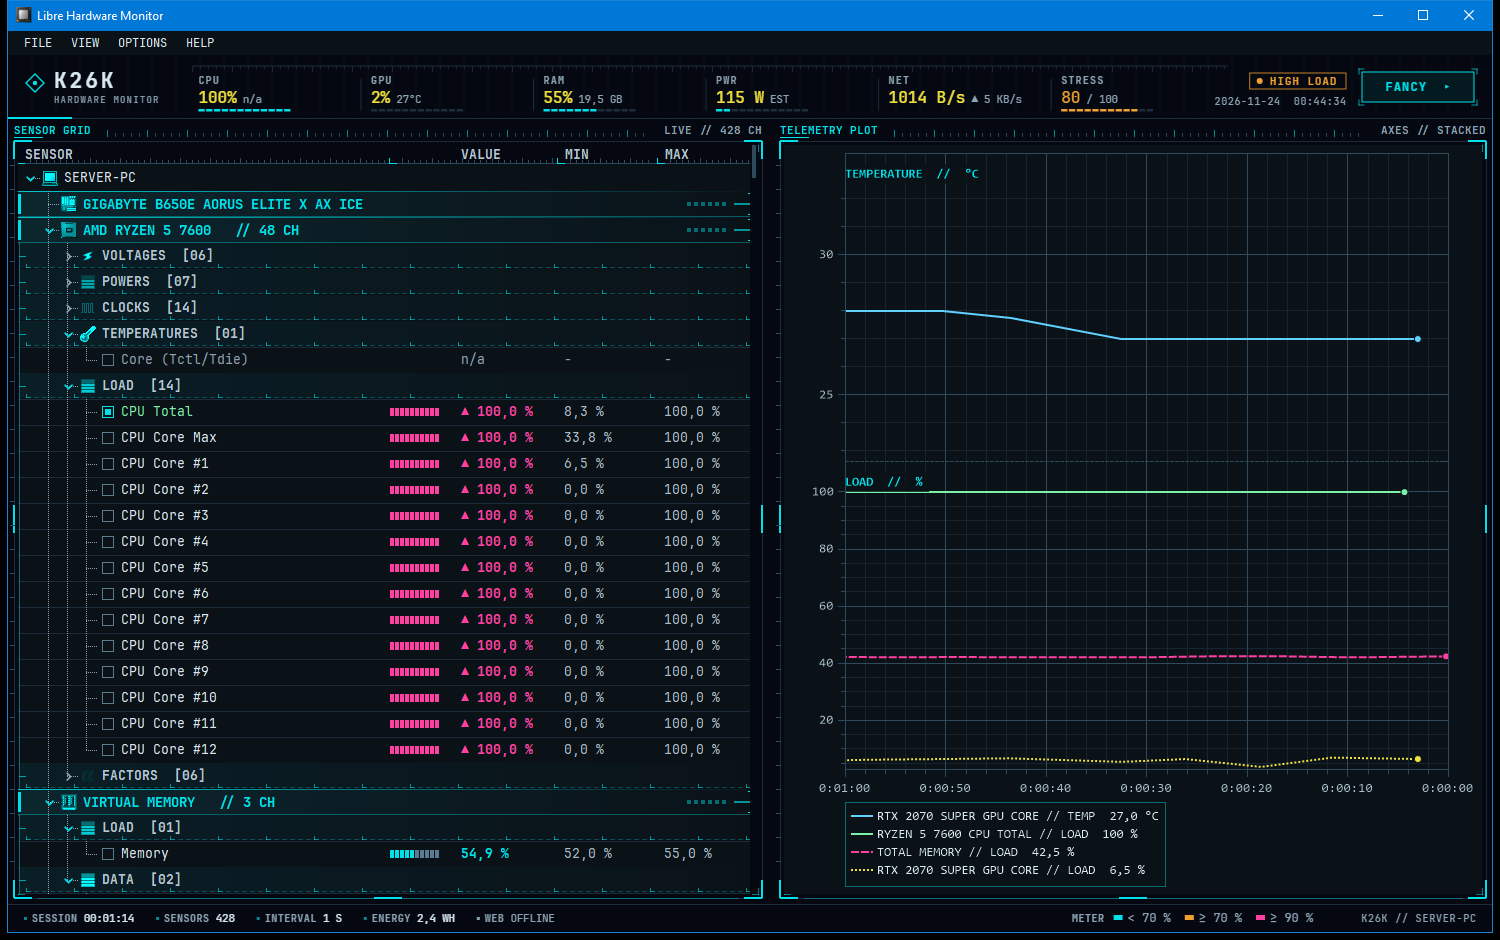 Libre Hardware Monitor
FILE VIEW OPTIONS HELP
K26K
HARDWARE MONITOR
CPU
100% n/a
GPU
2% 27°C
RAM
55% 19,5 GB
PWR
115 W EST
NET
1014 B/s ▲ 5 KB/s
STRESS
80 / 100
HIGH LOAD
2026-11-24 00:44:34
FANCY
SENSOR GRID
LIVE // 428 CH
SENSOR VALUE MIN MAX
SERVER-PC
GIGABYTE B650E AORUS ELITE X AX ICE
AMD RYZEN 5 7600 // 48 CH
VOLTAGES [06]
POWERS [07]
CLOCKS [14]
TEMPERATURES [01]
Core (Tctl/Tdie) n/a - -
LOAD [14]
CPU Total ▲ 100,0 % 8,3 % 100,0 %
CPU Core Max ▲ 100,0 % 33,8 % 100,0 %
CPU Core #1 ▲ 100,0 % 6,5 % 100,0 %
CPU Core #2 ▲ 100,0 % 0,0 % 100,0 %
CPU Core #3 ▲ 100,0 % 0,0 % 100,0 %
CPU Core #4 ▲ 100,0 % 0,0 % 100,0 %
CPU Core #5 ▲ 100,0 % 0,0 % 100,0 %
CPU Core #6 ▲ 100,0 % 0,0 % 100,0 %
CPU Core #7 ▲ 100,0 % 0,0 % 100,0 %
CPU Core #8 ▲ 100,0 % 0,0 % 100,0 %
CPU Core #9 ▲ 100,0 % 0,0 % 100,0 %
CPU Core #10 ▲ 100,0 % 0,0 % 100,0 %
CPU Core #11 ▲ 100,0 % 0,0 % 100,0 %
CPU Core #12 ▲ 100,0 % 0,0 % 100,0 %
FACTORS [06]
VIRTUAL MEMORY // 3 CH
LOAD [01]
Memory 54,9 % 52,0 % 55,0 %
DATA [02]
TELEMETRY PLOT
AXES // STACKED
TEMPERATURE // °C
30
25
LOAD // %
100
80
60
40
20
0:01:00 0:00:50 0:00:40 0:00:30 0:00:20 0:00:10 0:00:00
RTX 2070 SUPER GPU CORE // TEMP 27,0 °C
RYZEN 5 7600 CPU TOTAL // LOAD 100 %
TOTAL MEMORY // LOAD 42,5 %
RTX 2070 SUPER GPU CORE // LOAD 6,5 %
SESSION 00:01:14 SENSORS 428 INTERVAL 1 S ENERGY 2,4 WH WEB OFFLINE
METER < 70 % ≥ 70 % ≥ 90 % K26K // SERVER-PC